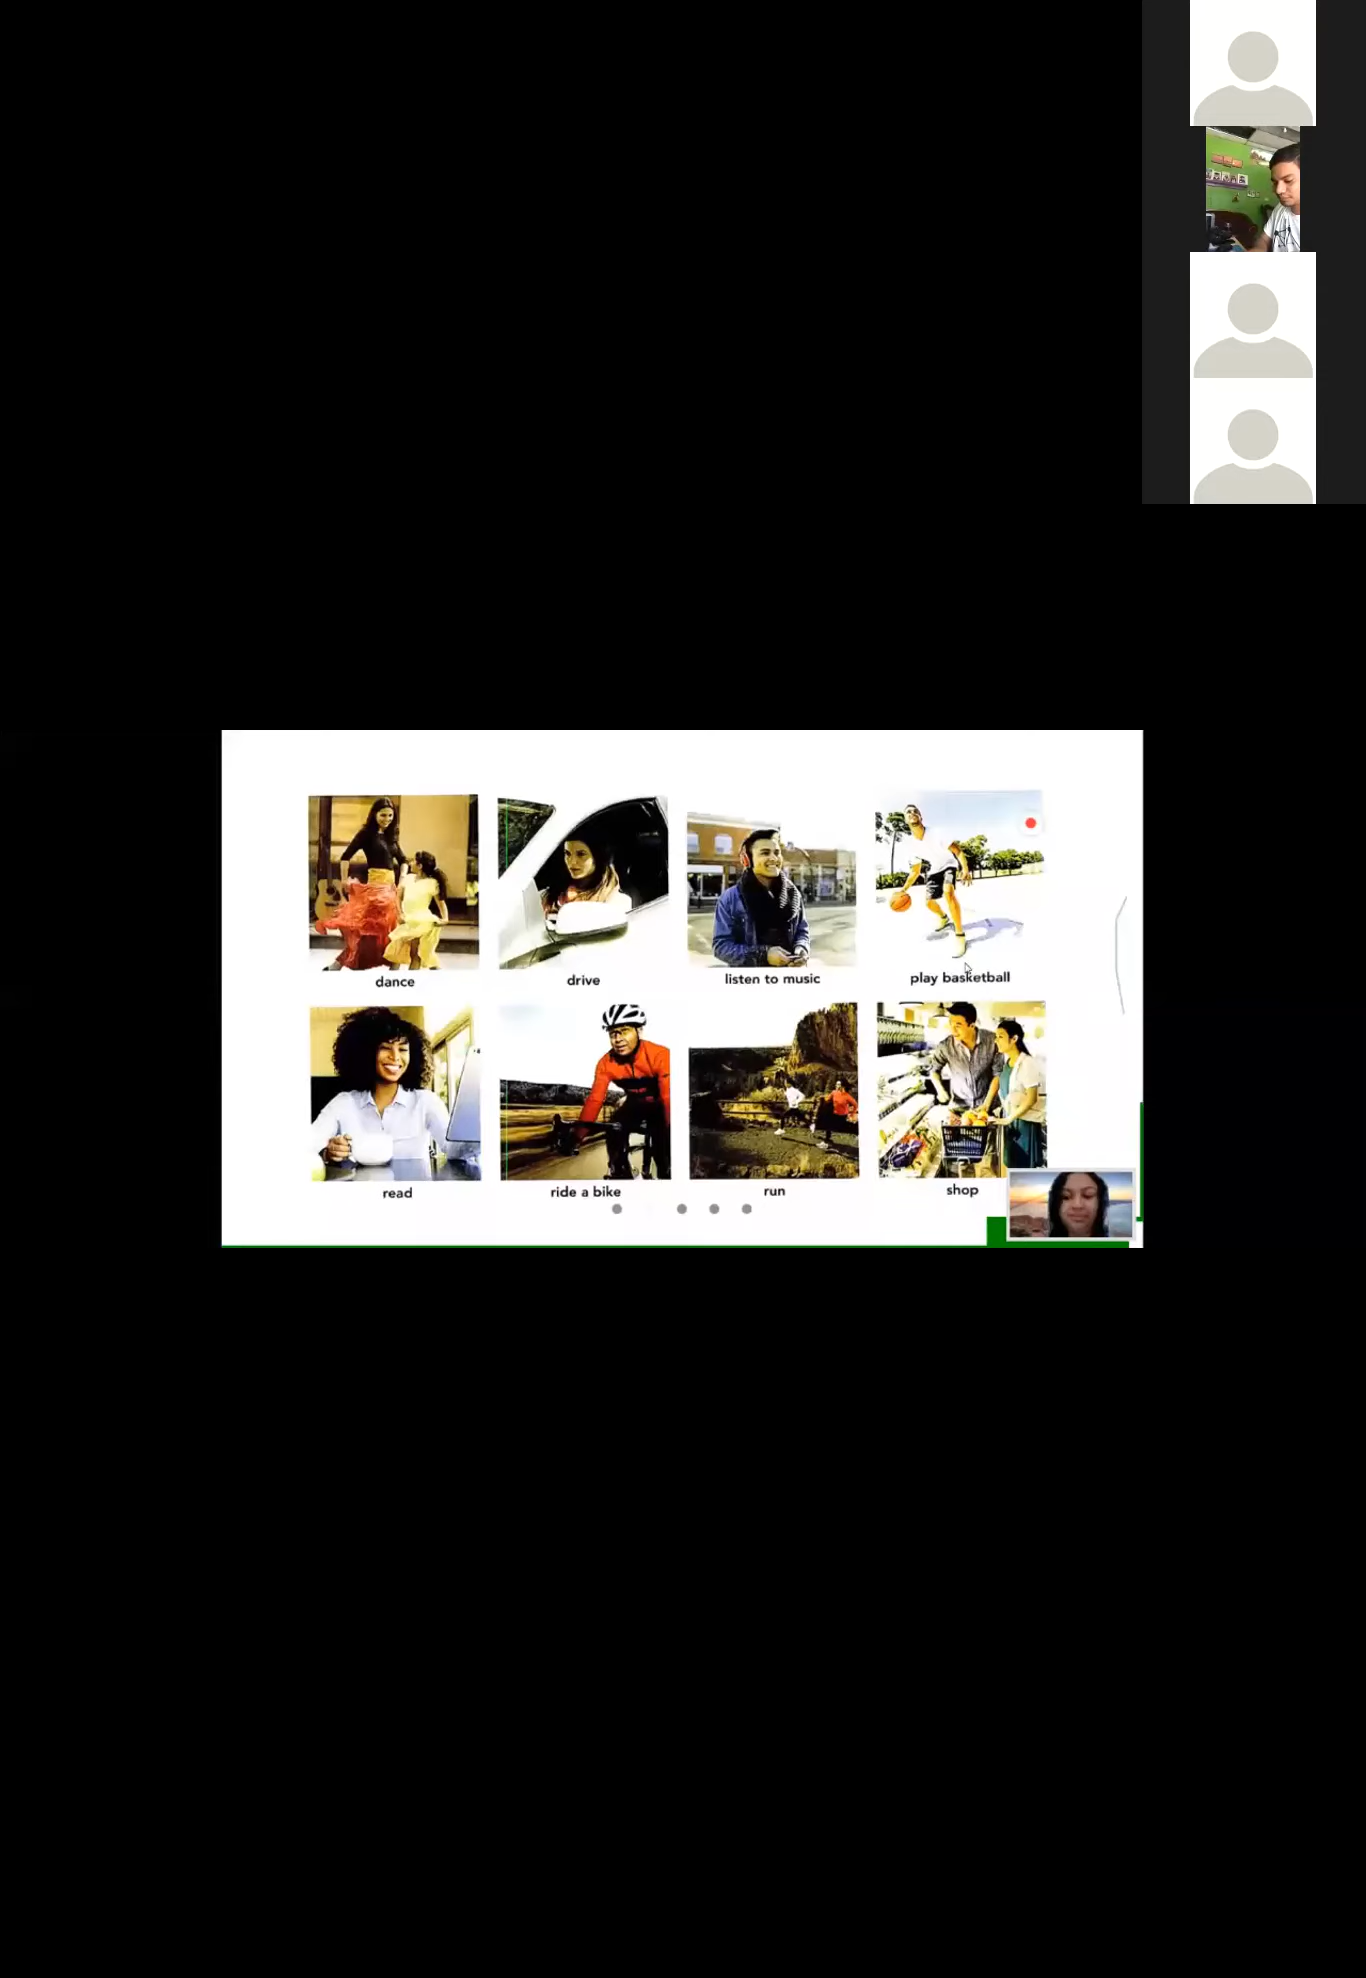 dance
drive
listen to music
play basketball
read
ride a bike
run
shop